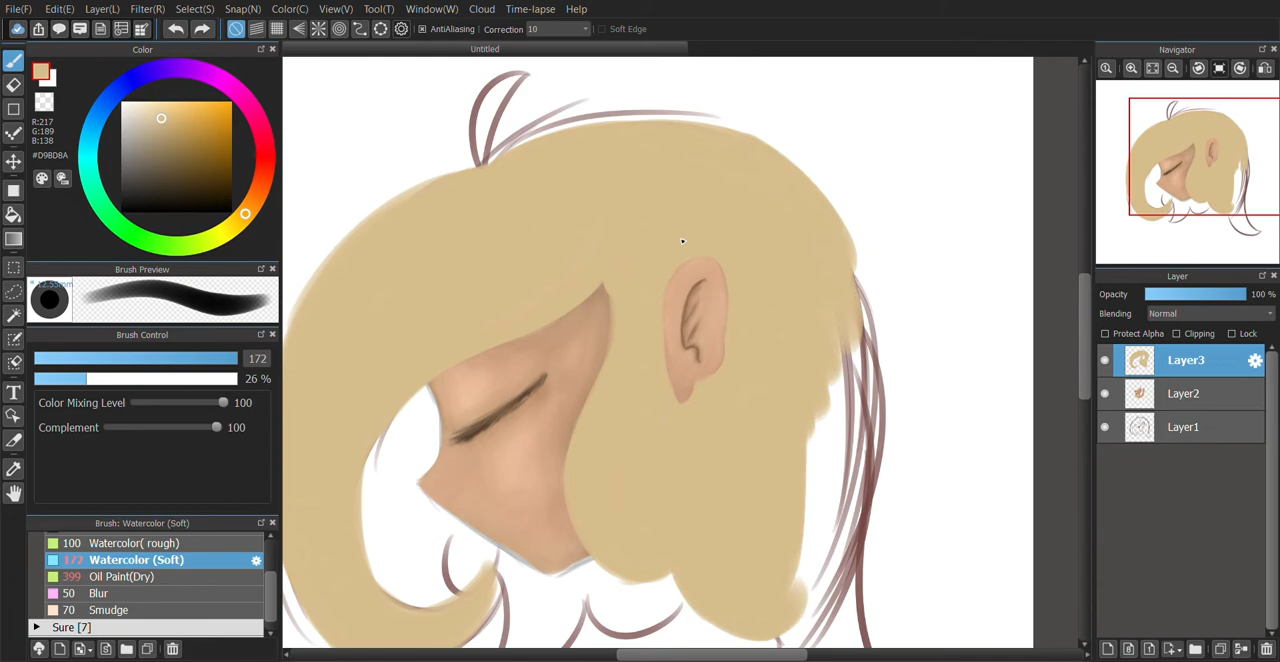 File(F) Edit(E) Layer(L) Filter(R) Select(S) Snap(N) Color(C) View(V) Tool(T) Window(W) Cloud Time-lapse Help
AntiAliasing Correction 10 Soft Edge
Color Untitled Navigator
R:217
G:189
B:138
#D9BD8A
Brush Preview
* 12.55mm
Brush Control
172
26 %
Color Mixing Level 100
Complement 100
Brush: Watercolor (Soft)
100 Watercolor( rough)
172 Watercolor (Soft)
399 Oil Paint(Dry)
50 Blur
70 Smudge
Sure [7]
Layer
Opacity 100 %
Blending Normal
Protect Alpha Clipping Lock
Layer3
Layer2
Layer1